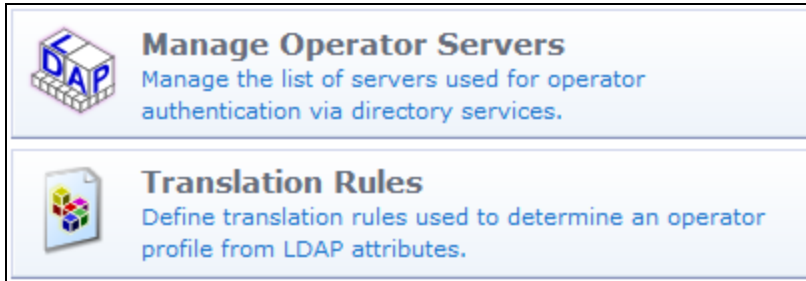 LDAP
Manage Operator Servers
Manage the list of servers used for operator
authentication via directory services.
Translation Rules
Define translation rules used to determine an operator
profile from LDAP attributes.